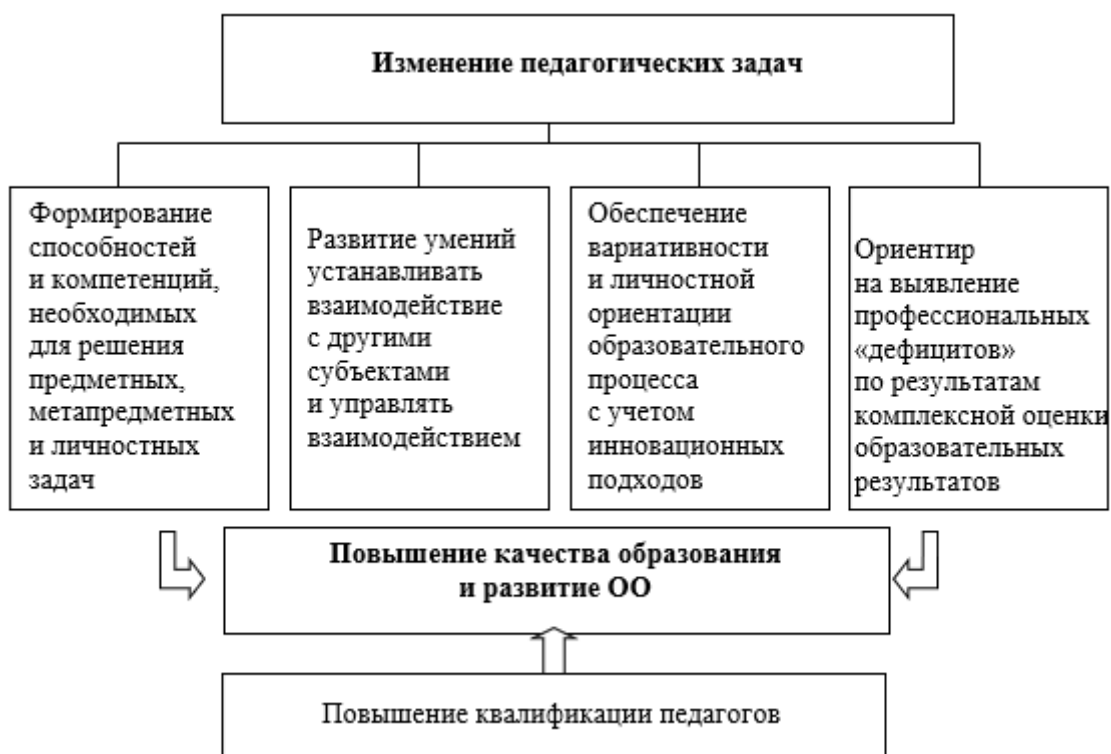 Изменение педагогических задач
Формирование
способностей
и компетенций,
необходимых
для решения
предметных,
метапредметных
и личностных
задач
Развитие умений
устанавливать
взаимодействие
с другими
субъектами
и управлять
взаимодействием
Обеспечение
вариативности
и личностной
ориентации
образовательного
процесса
с учетом
инновационных
подходов
Ориентир
на выявление
профессиональных
«дефицитов»
по результатам
комплексной оценки
образовательных
результатов
Повышение качества образования
и развитие ОО
Повышение квалификации педагогов